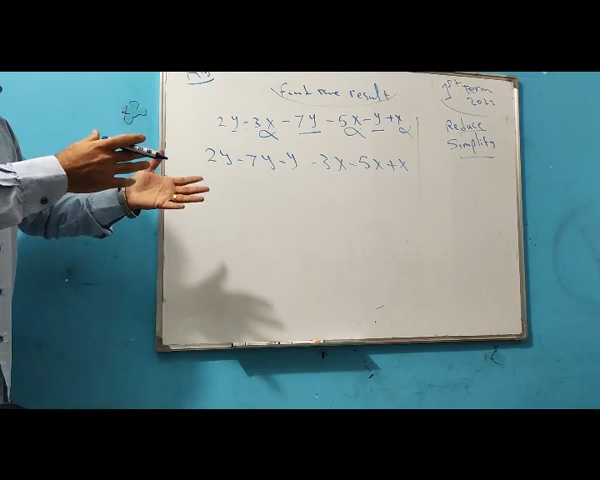 Find the result
2y - 3x - 7y - 5x - y + x
2y - 7y - y - 3x - 5x + x
1st Term
2022
Reduce
Simplify